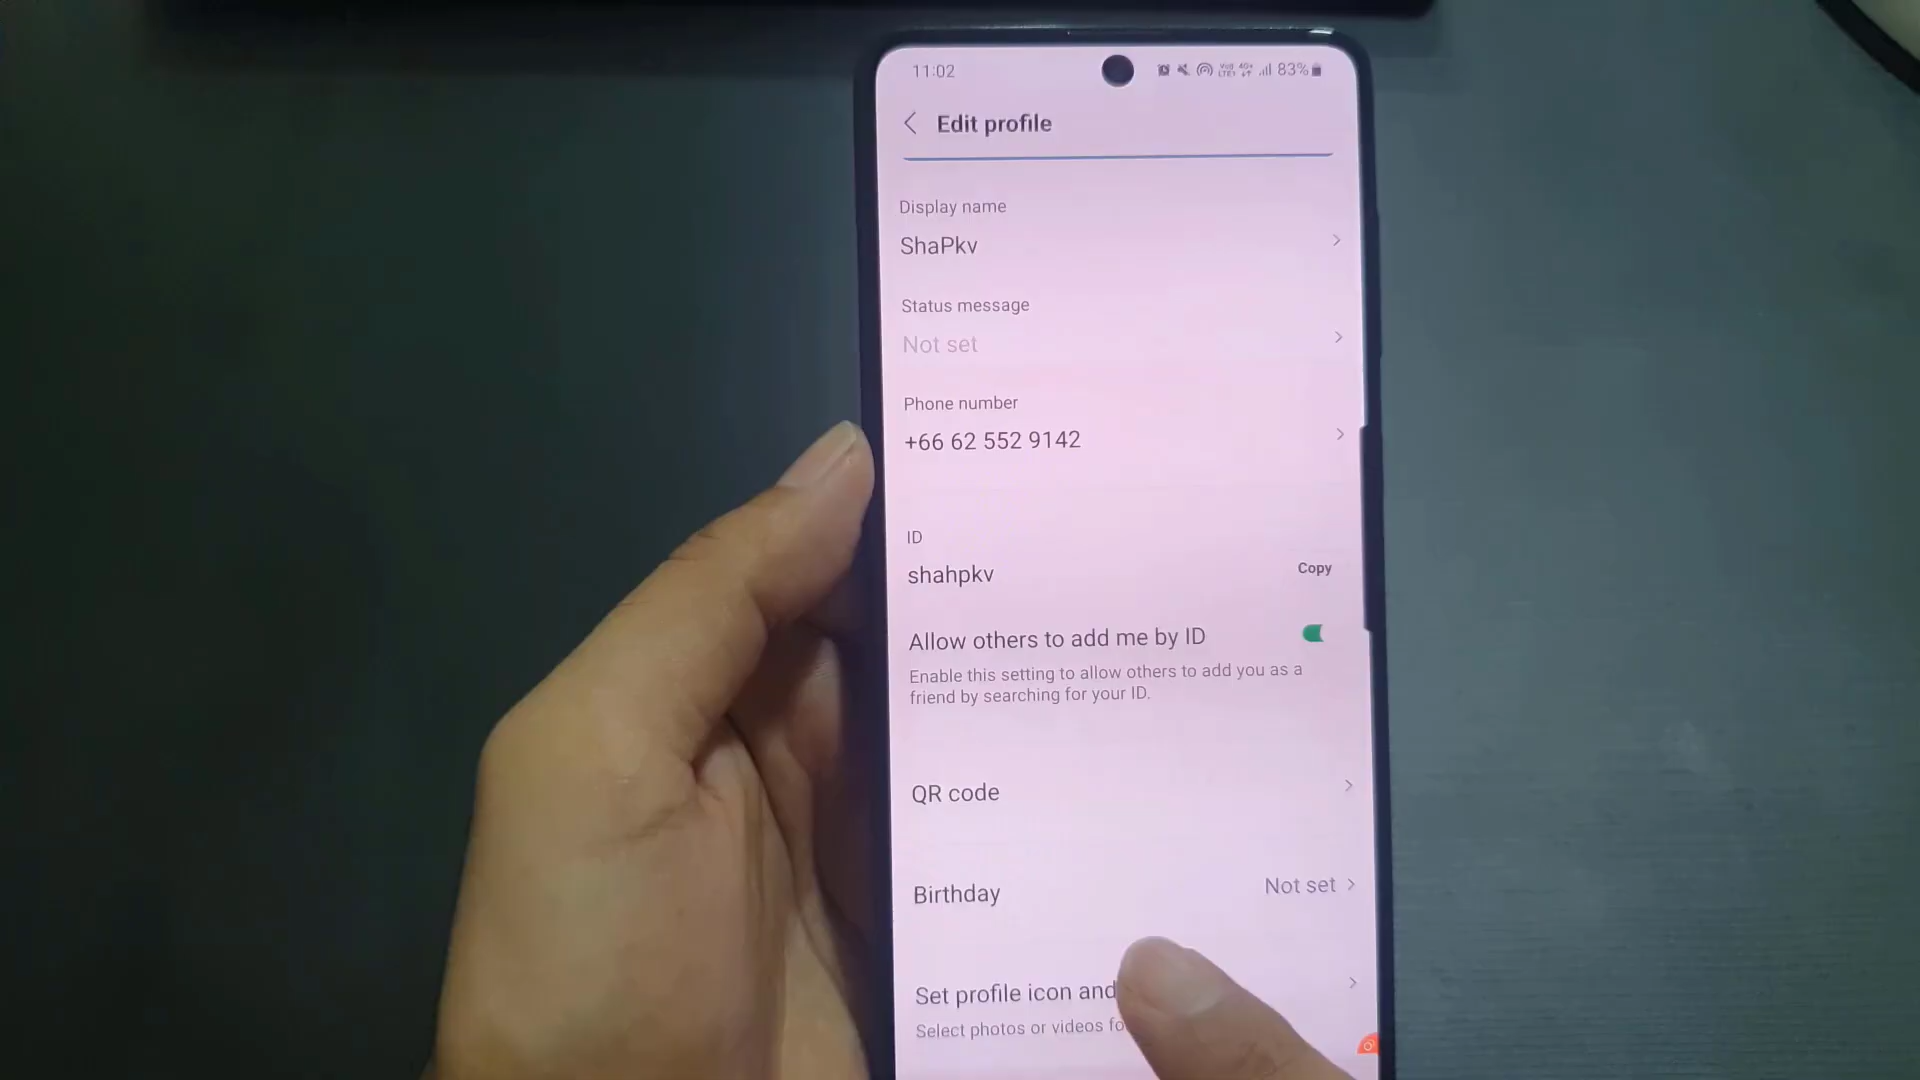 11:02
83%
Edit profile
Display name
ShaPkv
Status message
Not set
Phone number
+66 62 552 9142
ID
shahpkv
Copy
Allow others to add me by ID
Enable this setting to allow others to add you as a
friend by searching for your ID.
QR code
Birthday
Not set
Set profile icon and
Select photos or videos fo